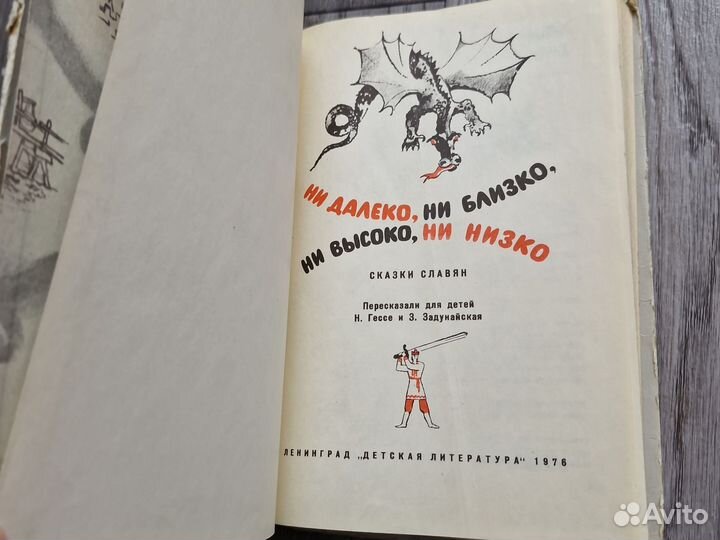 НИ ДАЛЕКО, НИ БЛИЗКО,
НИ ВЫСОКО, НИ НИЗКО
СКАЗКИ СЛАВЯН
Пересказали для детей
Н. Гессе и З. Задунайская
ЛЕНИНГРАД „ДЕТСКАЯ ЛИТЕРАТУРА“ 1976
Avito